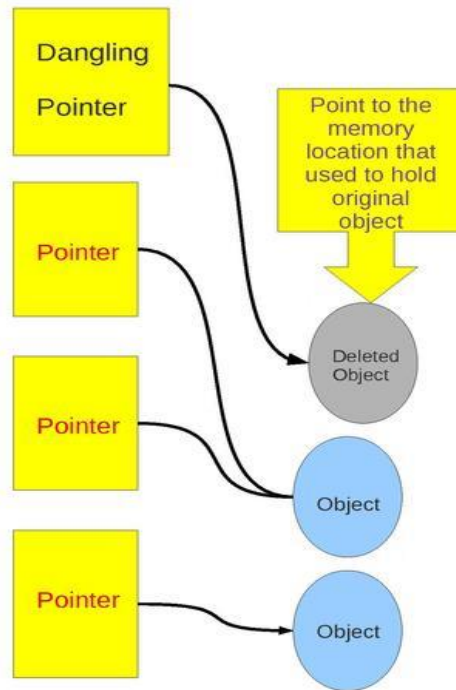 Dangling
Pointer
Point to the
memory
location that
used to hold
original
object
Pointer
Deleted
Object
Pointer
Object
Pointer
Object